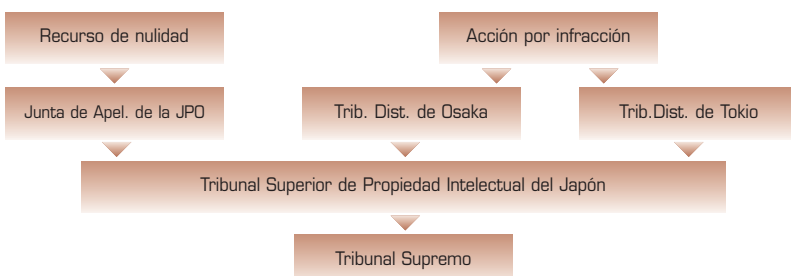 Recurso de nulidad
Acción por infracción
Junta de Apel. de la JPO
Trib. Dist. de Osaka
Trib.Dist. de Tokio
Tribunal Superior de Propiedad Intelectual del Japón
Tribunal Supremo